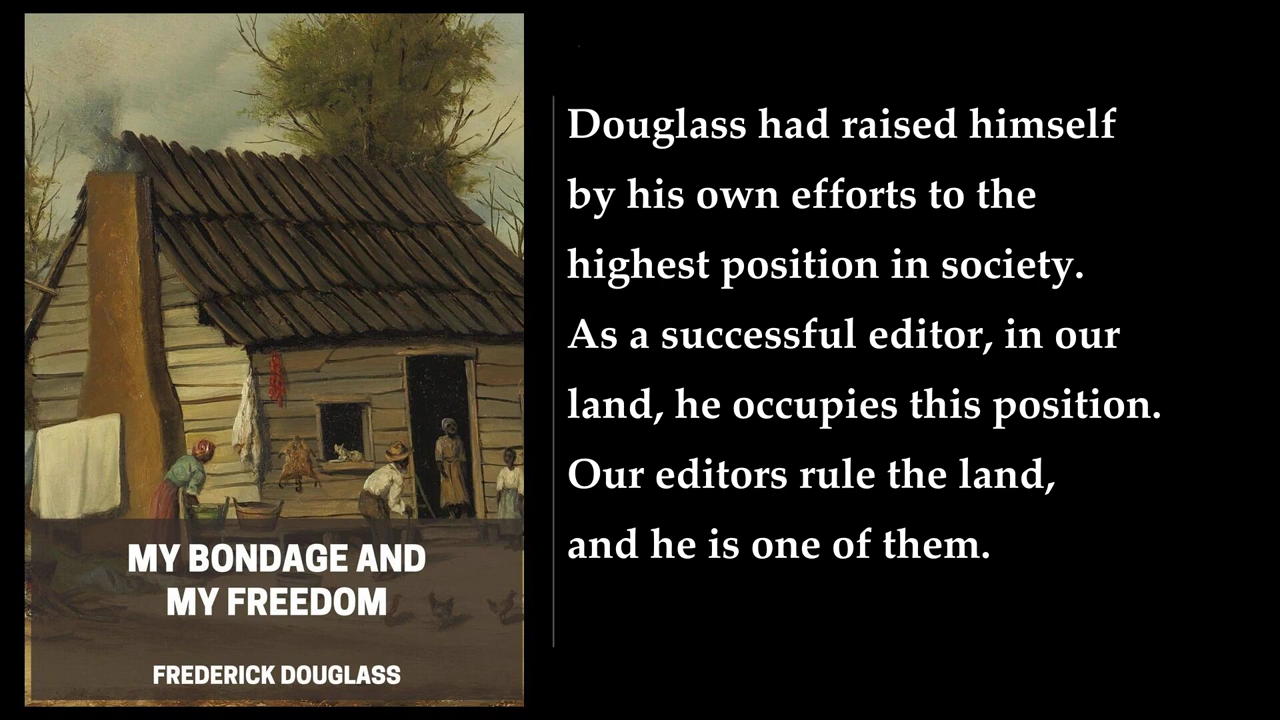 MY BONDAGE AND
MY FREEDOM
FREDERICK DOUGLASS
Douglass had raised himself
by his own efforts to the
highest position in society.
As a successful editor, in our
land, he occupies this position.
Our editors rule the land,
and he is one of them.